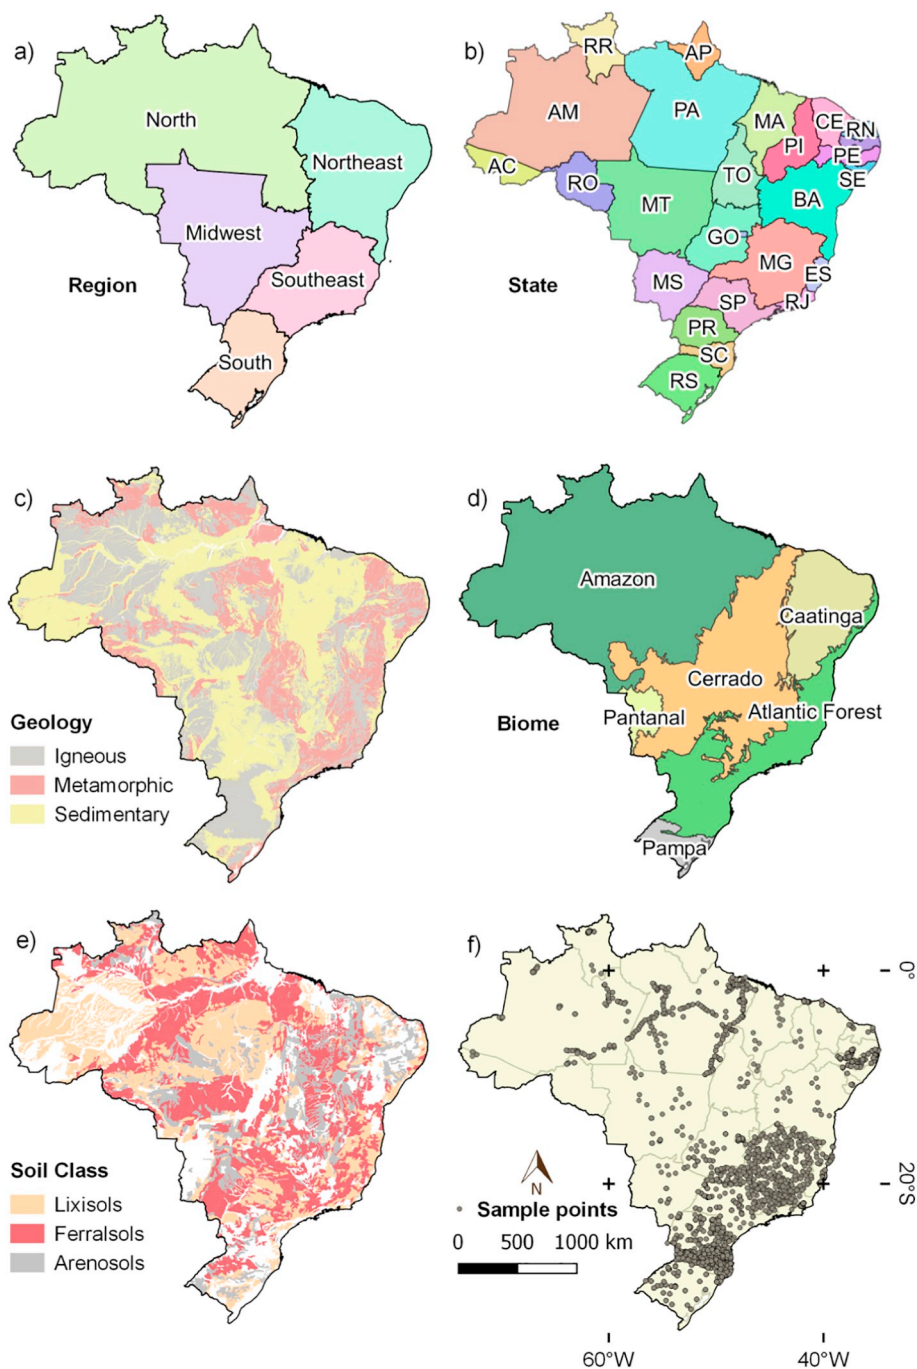 a)
North
Northeast
Midwest
Southeast
South
Region
b)
RR
AP
AM
PA
MA
CE
RN
PI
PE
AC
RO
TO
SE
MT
BA
GO
MG
MS
ES
SP
RJ
PR
SC
RS
State
c)
Geology
Igneous
Metamorphic
Sedimentary
d)
Amazon
Caatinga
Cerrado
Pantanal
Atlantic Forest
Pampa
Biome
e)
Soil Class
Lixisols
Ferralsols
Arenosols
f)
0°
20°S
N
Sample points
0 500 1000 km
60°W 40°W